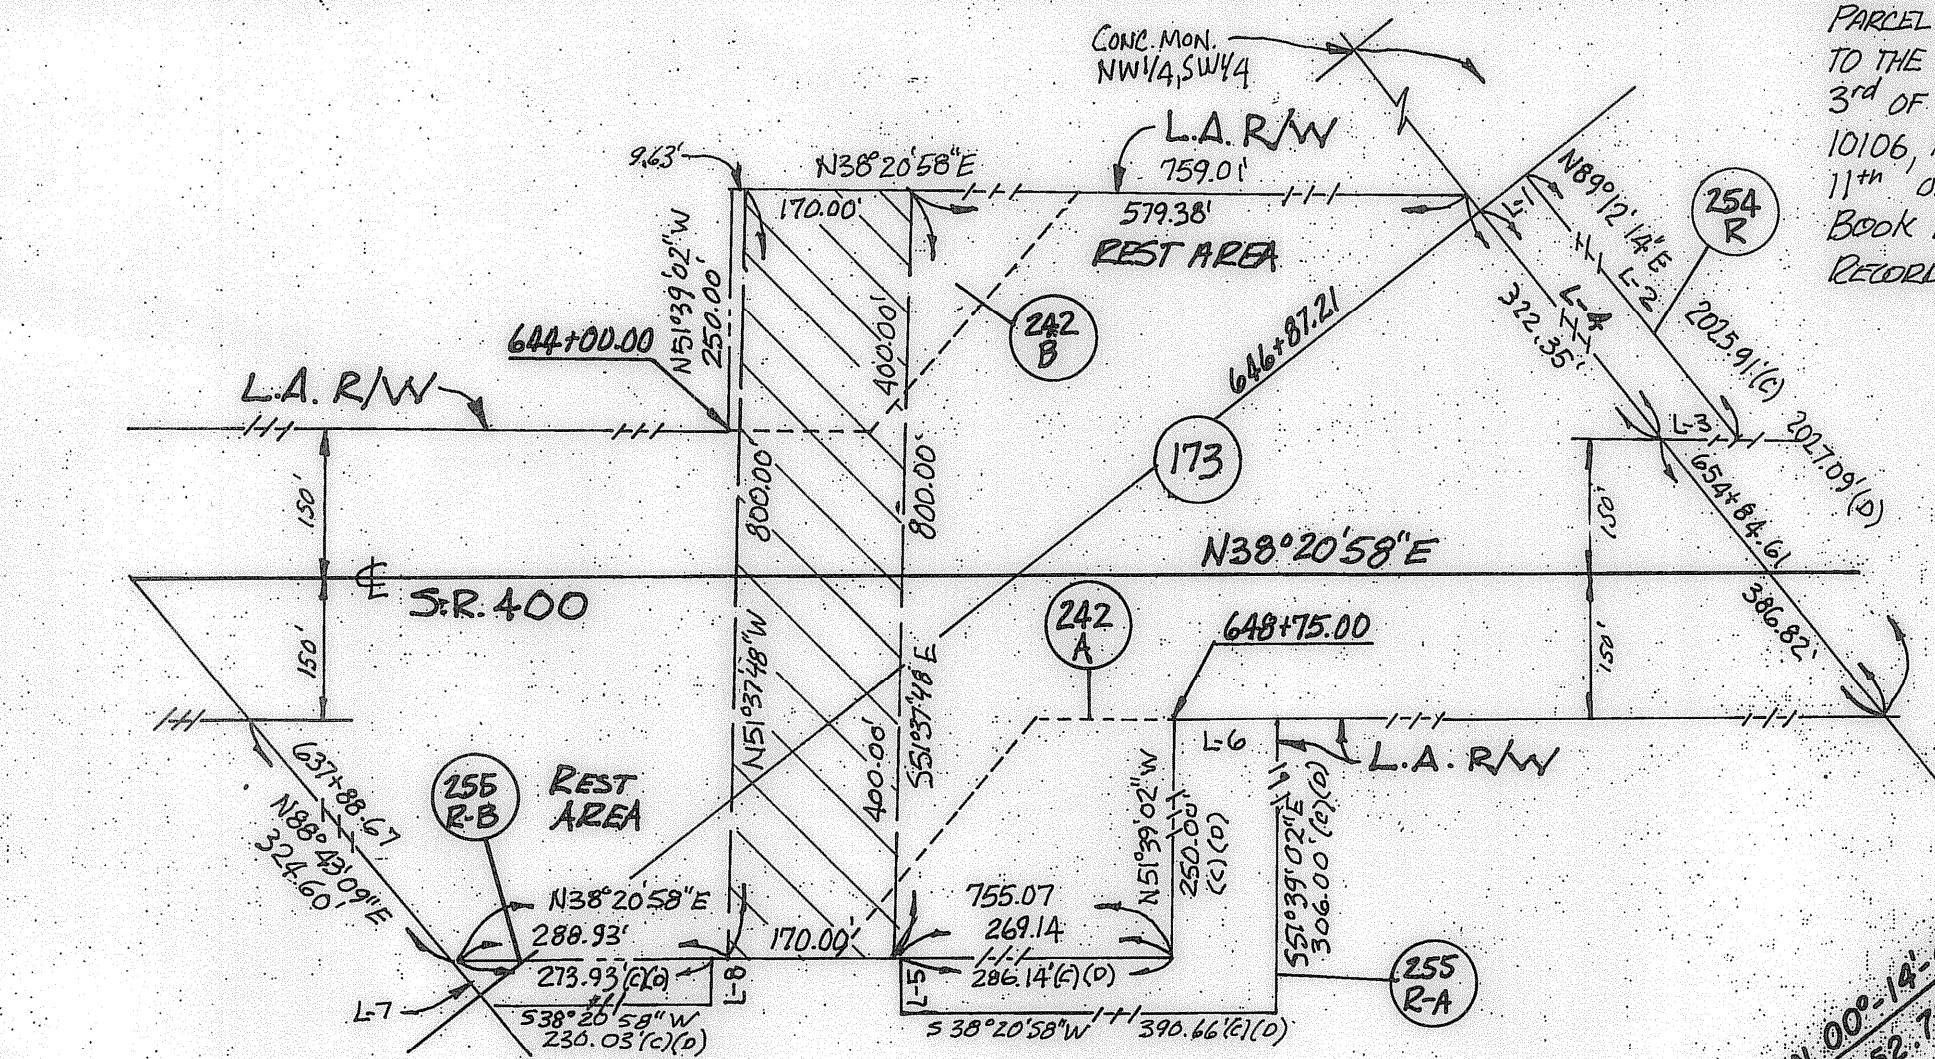 CONC. MON.
NW1/4, SW1/4
PARCEL
TO THE
3rd OF
10106,
11th
BOOK
RECORD
L.A. R/W
9.63'
N38°20'58"E
759.01'
170.00'
579.38'
REST AREA
N51°39'02"W
250.00'
400.00'
242
B
254
R
L-1
N89°12'14"E
L-2
L-A
322.35'
2025.91'(C)
2027.09'(D)
646+87.21
644+00.00
L.A. R/W
173
L-3
654+84.61
386.82'
150'
150'
150'
150'
800.00'
800.00'
N38°20'58"E
S.R. 400
242
A
648+75.00
N51°37'48"W
S51°37'48"E
400.00'
L-6
L.A. R/W
637+88.67
N88°43'09"E
324.60'
255
R-B
REST
AREA
N51°39'02"W
250.00'
(C)(D)
S51°39'02"E
306.00'(C)(D)
N38°20'58"E
288.93'
273.93'(C)(D)
170.00'
755.07
269.14
286.14'(C)(D)
L-8
L-5
L-7
S38°20'58"W
230.03'(C)(D)
S38°20'58"W
390.66'(C)(D)
255
R-A
00°-14'-